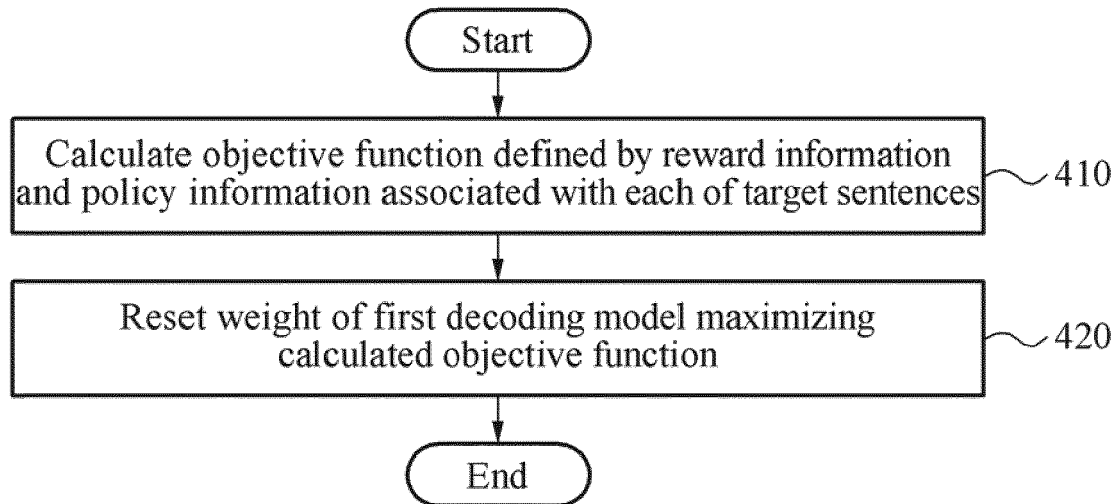 Start
Calculate objective function defined by reward information
and policy information associated with each of target sentences
410
Reset weight of first decoding model maximizing
calculated objective function
420
End